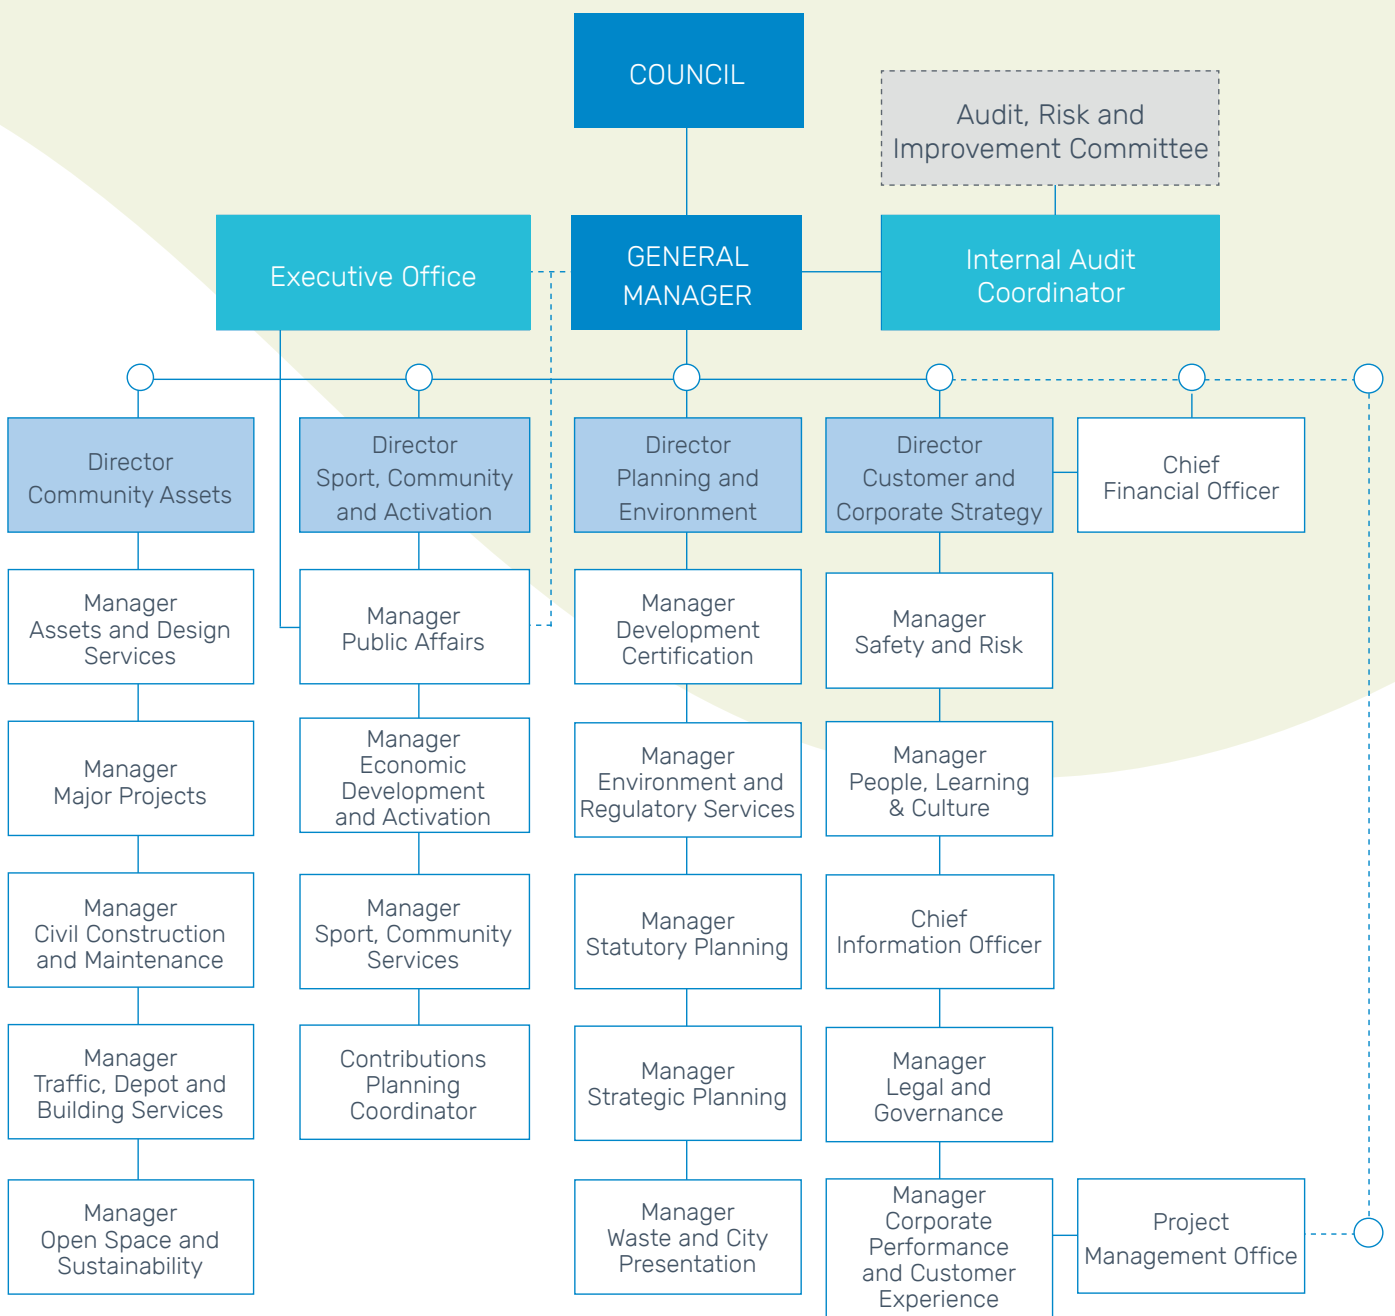 COUNCIL
Audit, Risk and
Improvement Committee
Executive Office
GENERAL
MANAGER
Internal Audit
Coordinator
Director
Community Assets
Director
Sport, Community
and Activation
Director
Planning and
Environment
Director
Customer and
Corporate Strategy
Chief
Financial Officer
Manager
Assets and Design
Services
Manager
Public Affairs
Manager
Development
Certification
Manager
Safety and Risk
Manager
Major Projects
Manager
Economic
Development
and Activation
Manager
Environment and
Regulatory Services
Manager
People, Learning
& Culture
Manager
Civil Construction
and Maintenance
Manager
Sport, Community
Services
Manager
Statutory Planning
Chief
Information Officer
Manager
Traffic, Depot and
Building Services
Contributions
Planning
Coordinator
Manager
Strategic Planning
Manager
Legal and
Governance
Manager
Open Space and
Sustainability
Manager
Waste and City
Presentation
Manager
Corporate
Performance
and Customer
Experience
Project
Management Office